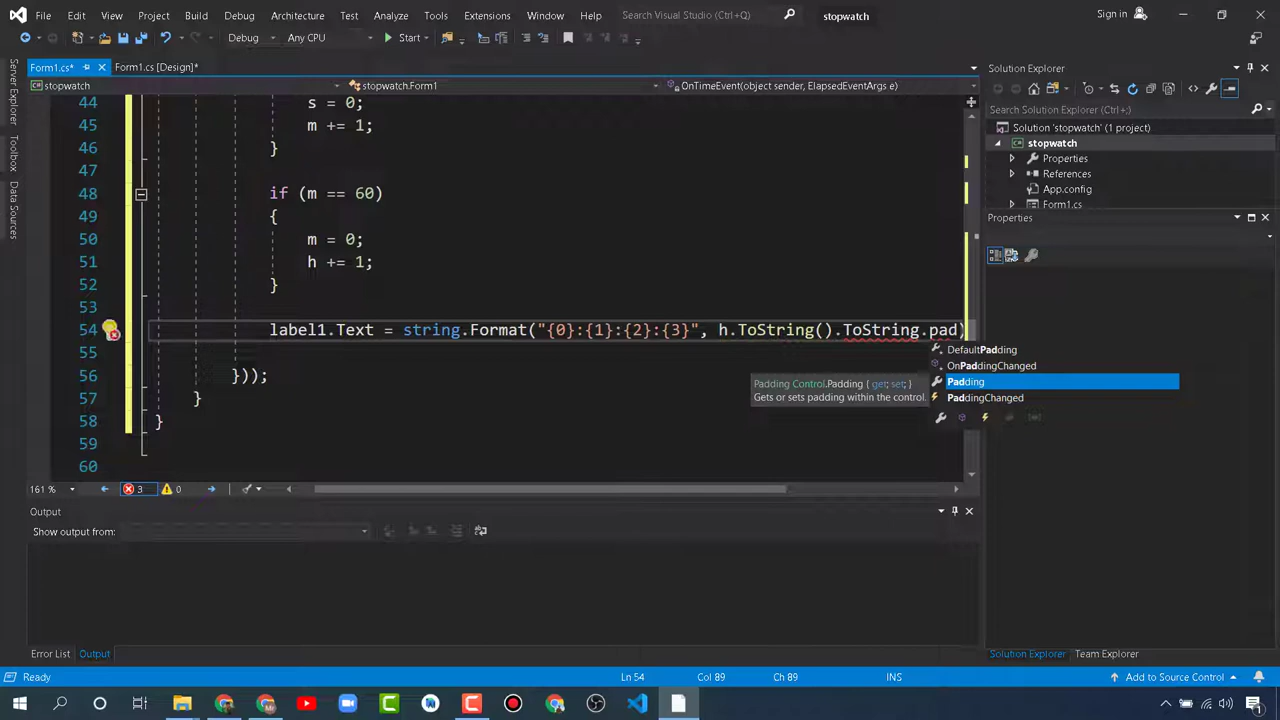 File Edit View Project Build Debug Architecture Test Analyze Tools Extensions Window Help Search Visual Studio (Ctrl+Q) stopwatch Sign in
Debug Any CPU Start
Form1.cs* Form1.cs [Design]* Solution Explorer
stopwatch stopwatch.Form1 OnTimeEvent(object sender, ElapsedEventArgs e)
Server Explorer
Toolbox
Data Sources
Search Solution Explorer (Ctrl+;)
Solution 'stopwatch' (1 project)
stopwatch
Properties
References
App.config
Form1.cs
Properties
44 s = 0;
45 m += 1;
46 }
47
48 if (m == 60)
49 {
50 m = 0;
51 h += 1;
52 }
53
54 label1.Text = string.Format("{0}:{1}:{2}:{3}", h.ToString().ToString.pad)
55
56 }));
57 }
58 }
59
60
DefaultPadding
OnPaddingChanged
Padding
PaddingChanged
Padding Control.Padding { get; set; }
Gets or sets padding within the control.
161 % 3 0
Output
Show output from:
Error List Output Solution Explorer Team Explorer
Ready Ln 54 Col 89 Ch 89 INS Add to Source Control
1